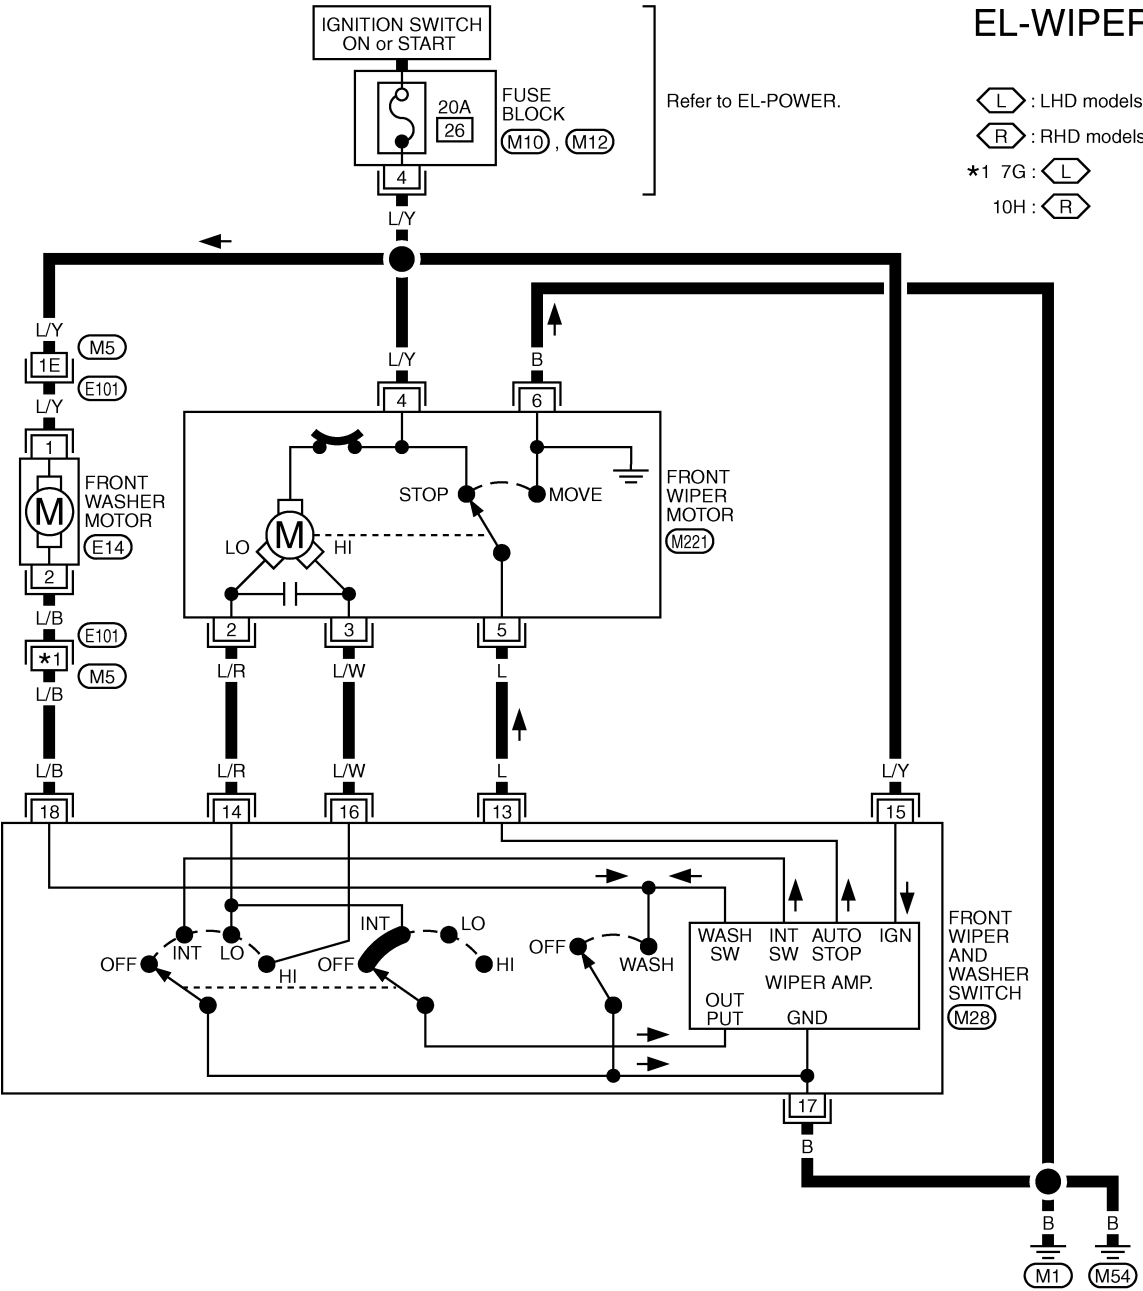 EL-WIPER
IGNITION SWITCH
ON or START
20A
26
FUSE
BLOCK
M10 , M12
Refer to EL-POWER.
L : LHD models
R : RHD models
*1 7G : L
10H : R
4
L/Y
L/Y
1E
M5
E101
L/Y
L/Y
B
4
6
1
M
FRONT
WASHER
MOTOR
E14
2
L/B
E101
*1
M5
L/B
STOP
MOVE
M
LO
HI
FRONT
WIPER
MOTOR
M221
2
3
5
L/R
L/W
L
L/B
L/R
L/W
L
L/Y
18
14
16
13
15
OFF
INT
LO
HI
INT
OFF
LO
HI
OFF
WASH
WASH
SW
INT
SW
AUTO
STOP
IGN
WIPER AMP.
OUT
PUT
GND
FRONT
WIPER
AND
WASHER
SWITCH
M28
17
B
B
B
M1
M54